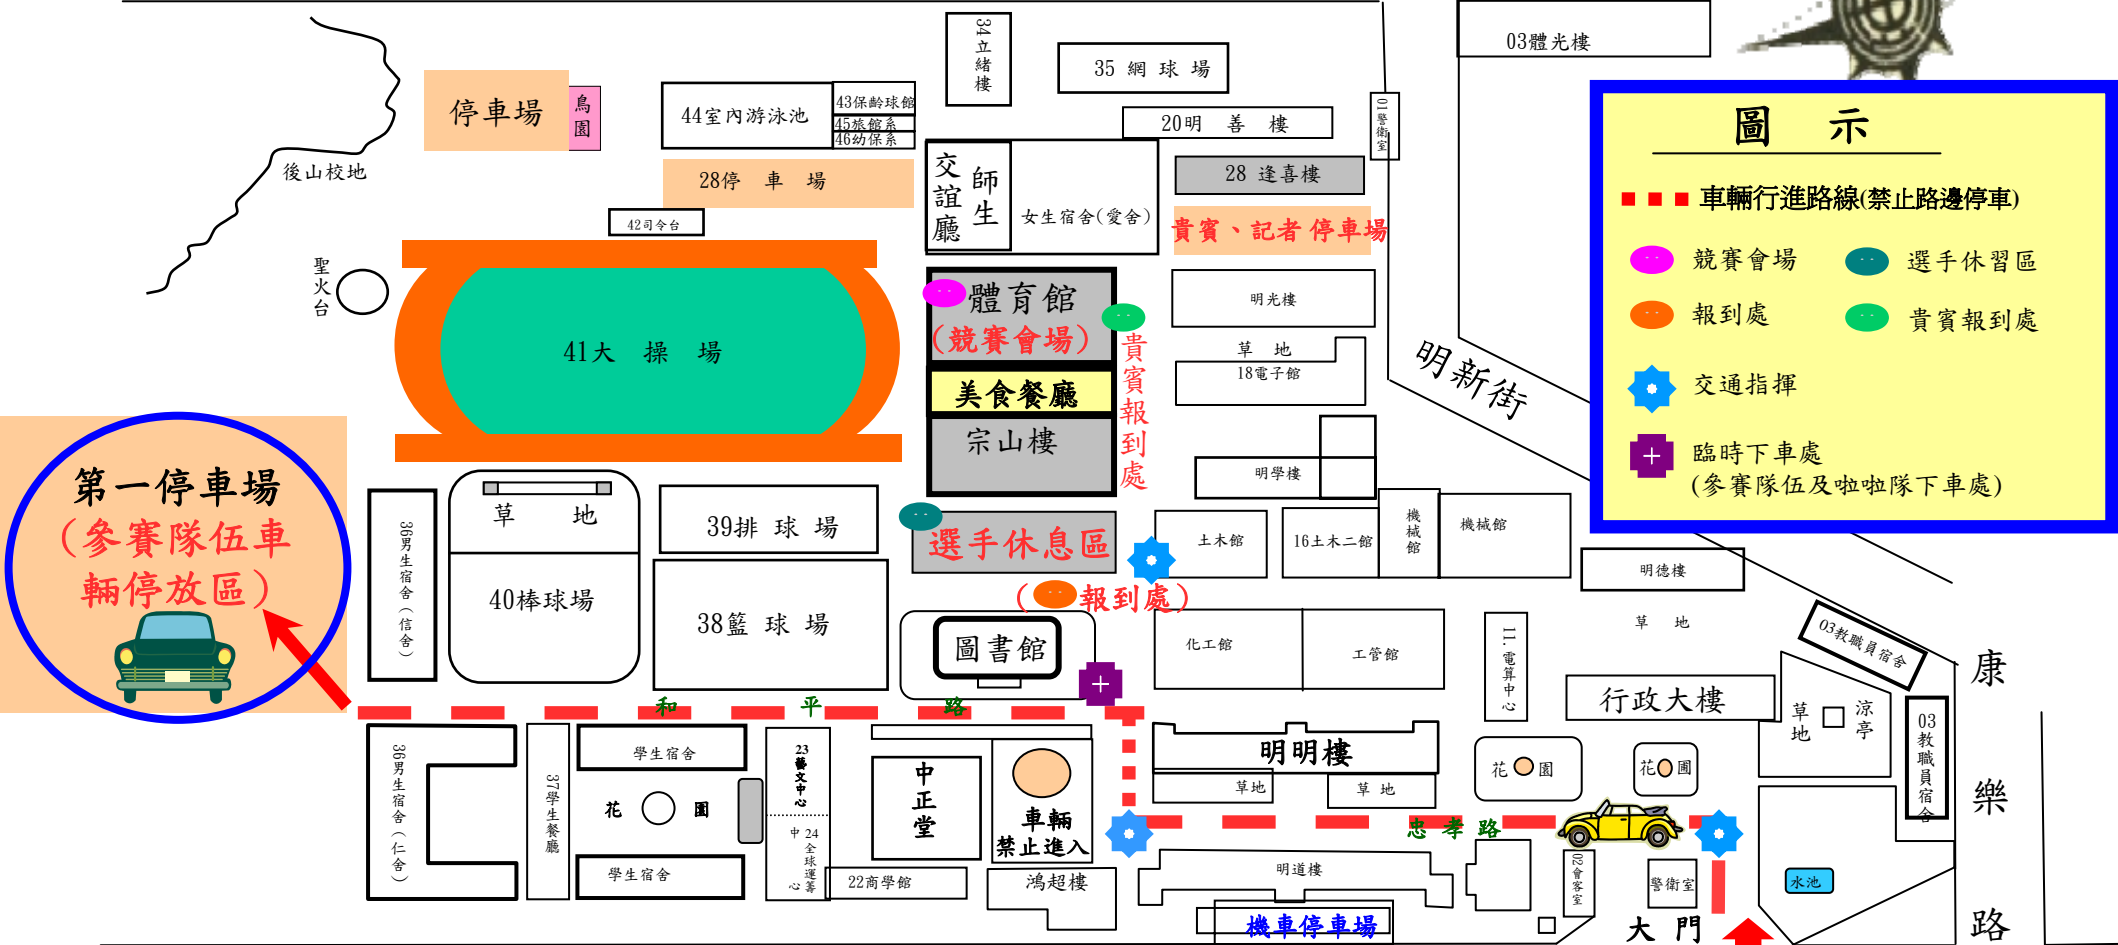 34立緒樓
35 網 球 場
03體光樓
停車場
鳥園
44室內游泳池
43保齡球館
45旅館系
46幼保系
20明 善 樓
01警衛室
後山校地
28停 車 場
交誼廳
師生
女生宿舍(愛舍)
28 逢喜樓
貴賓、記者 停車場
42司令台
聖火台
41大 操 場
體育館
(競賽會場)
美食餐廳
宗山樓
貴賓報到處
明光樓
草 地
18電子館
明學樓
明新街
圖 示
車輛行進路線(禁止路邊停車)
競賽會場
選手休習區
報到處
貴賓報到處
交通指揮
臨時下車處
(參賽隊伍及啦啦隊下車處)
第一停車場
(參賽隊伍車
輛停放區)
36男生宿舍(信舍)
草 地
40棒球場
39排 球 場
38籃 球 場
選手休息區
( 報到處)
圖書館
土木館
16土木二館
機械館
機械館
明德樓
草 地
化工館
工管館
11.電算中心
行政大樓
03教職員宿舍
草地
涼亭
03教職員宿舍
康樂路
和 平 路
36男生宿舍(仁舍)
37學生餐廳
學生宿舍
花 園
學生宿舍
23藝文中心
24全球運籌中心
中正堂
車輛
禁止進入
22商學館
鴻超樓
明明樓
草地
草 地
花 園
花 圃
忠 孝 路
明道樓
機車停車場
02會客室
警衛室
大 門
水池